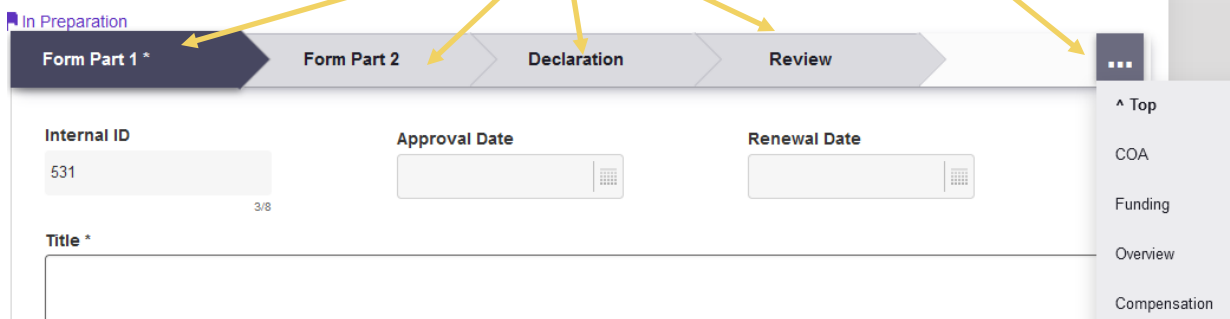 In Preparation
Form Part 1 * Form Part 2 Declaration Review ...
^ Top
Internal ID Approval Date Renewal Date
COA
531
3/8
Funding
Title *
Overview
Compensation